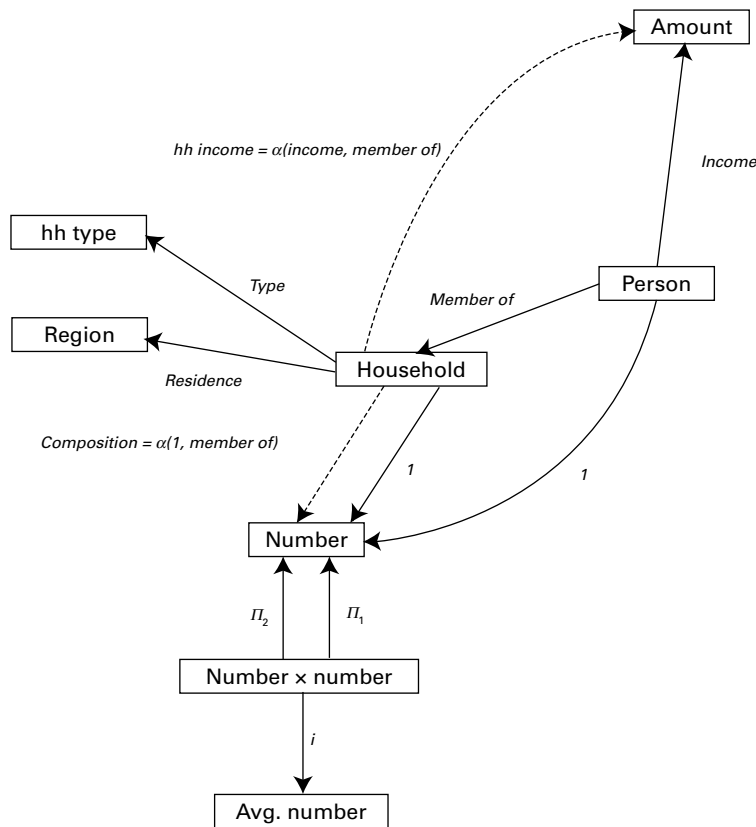 Amount
hh income = α(income, member of)
Income
hh type
Type
Member of
Person
Region
Household
Residence
Composition = α(1, member of)
1
1
Number
Π₂
Π₁
Number × number
i
Avg. number